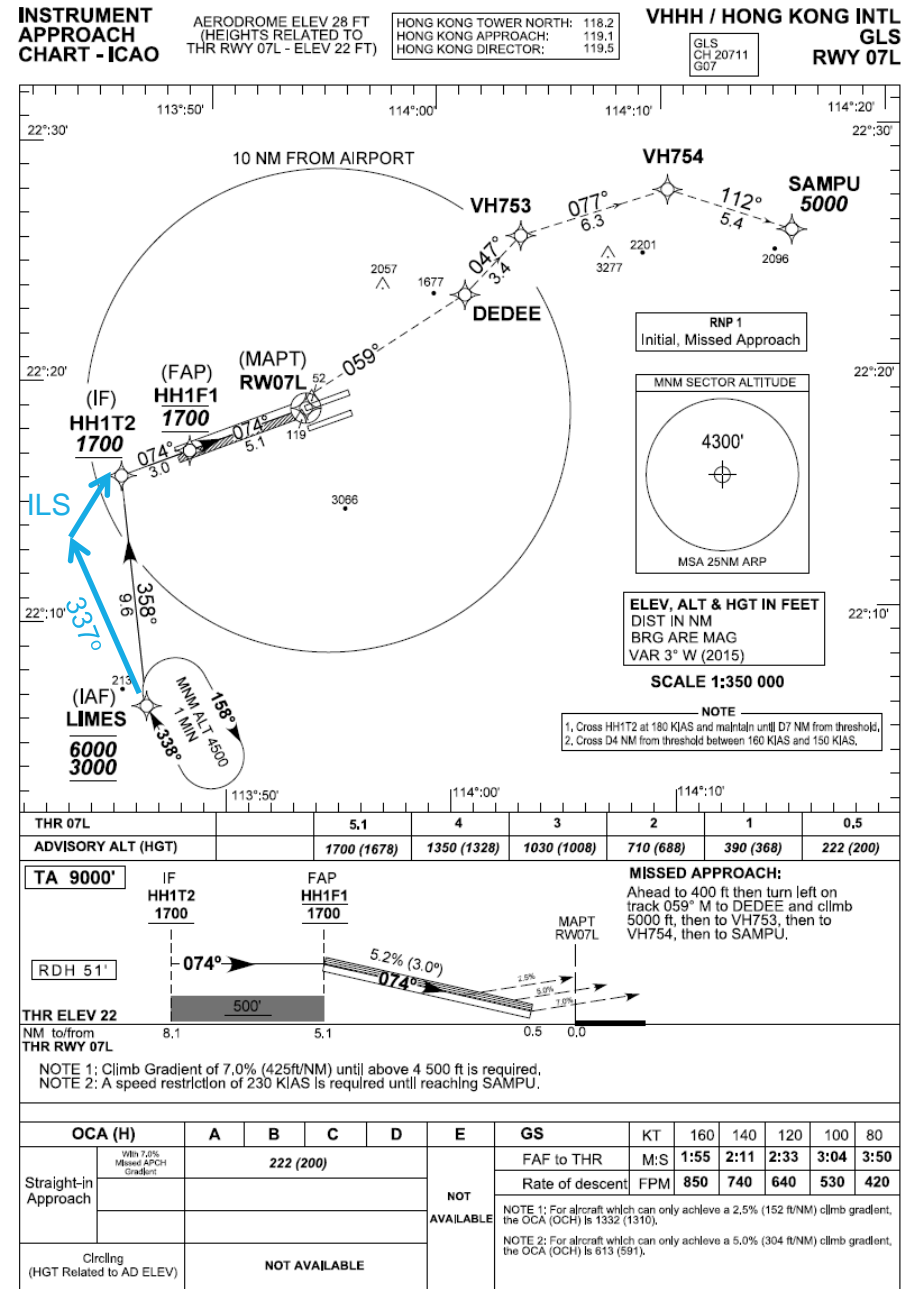 INSTRUMENT
APPROACH
CHART - ICAO
AERODROME ELEV 28 FT
(HEIGHTS RELATED TO
THR RWY 07L - ELEV 22 FT)
HONG KONG TOWER NORTH: 118.2
HONG KONG APPROACH: 119.1
HONG KONG DIRECTOR: 119.5
GLS
CH 20711
G07
VHHH / HONG KONG INTL
GLS
RWY 07L
113°:50' 114°:00' 114°:10' 114°:20'
22°:30' 22°:30'
10 NM FROM AIRPORT
VH754
SAMPU
5000
VH753
077°
6.3
112°
5.4
047°
3.4
2201
3277
2096
2057
1677
DEDEE
RNP 1
Initial, Missed Approach
059°
22°:20' 22°:20'
(MAPT)
RW07L
52
(FAP)
HH1F1
1700
(IF)
HH1T2
1700
074°
3.0
074°
5.1
119
MNM SECTOR ALTITUDE
4300'
MSA 25NM ARP
ILS
3066
358°
9.6
337°
22°:10' 22°:10'
ELEV, ALT & HGT IN FEET
DIST IN NM
BRG ARE MAG
VAR 3° W (2015)
SCALE 1:350 000
213
(IAF)
LIMES
6000
3000
MNM ALT 4500
1 MIN
158°
338°
NOTE
1. Cross HH1T2 at 180 KIAS and maintain until D7 NM from threshold.
2. Cross D4 NM from threshold between 160 KIAS and 150 KIAS.
113°:50' 114°:00' 114°:10'
THR 07L 5.1 4 3 2 1 0.5
ADVISORY ALT (HGT) 1700 (1678) 1350 (1328) 1030 (1008) 710 (688) 390 (368) 222 (200)
TA 9000'
IF
HH1T2
1700
FAP
HH1F1
1700
MISSED APPROACH:
Ahead to 400 ft then turn left on
track 059° M to DEDEE and climb
5000 ft, then to VH753, then to
VH754, then to SAMPU.
MAPT
RW07L
RDH 51'
074º
5.2% (3.0º)
074º
2.5%
5.0%
7.0%
500'
THR ELEV 22
NM to/from
THR RWY 07L
8.1 5.1 0.5 0.0
NOTE 1: Climb Gradient of 7.0% (425ft/NM) until above 4 500 ft is required.
NOTE 2: A speed restriction of 230 KIAS is required until reaching SAMPU.
OCA (H) A B C D E GS KT 160 140 120 100 80
Straight-in
Approach
With 7.0%
Missed APCH
Gradient
222 (200)
FAF to THR M:S 1:55 2:11 2:33 3:04 3:50
Rate of descent FPM 850 740 640 530 420
NOT
AVAILABLE
NOTE 1: For aircraft which can only achieve a 2.5% (152 ft/NM) climb gradient,
the OCA (OCH) is 1332 (1310).
NOTE 2: For aircraft which can only achieve a 5.0% (304 ft/NM) climb gradient,
the OCA (OCH) is 613 (591).
Circling
(HGT Related to AD ELEV)
NOT AVAILABLE